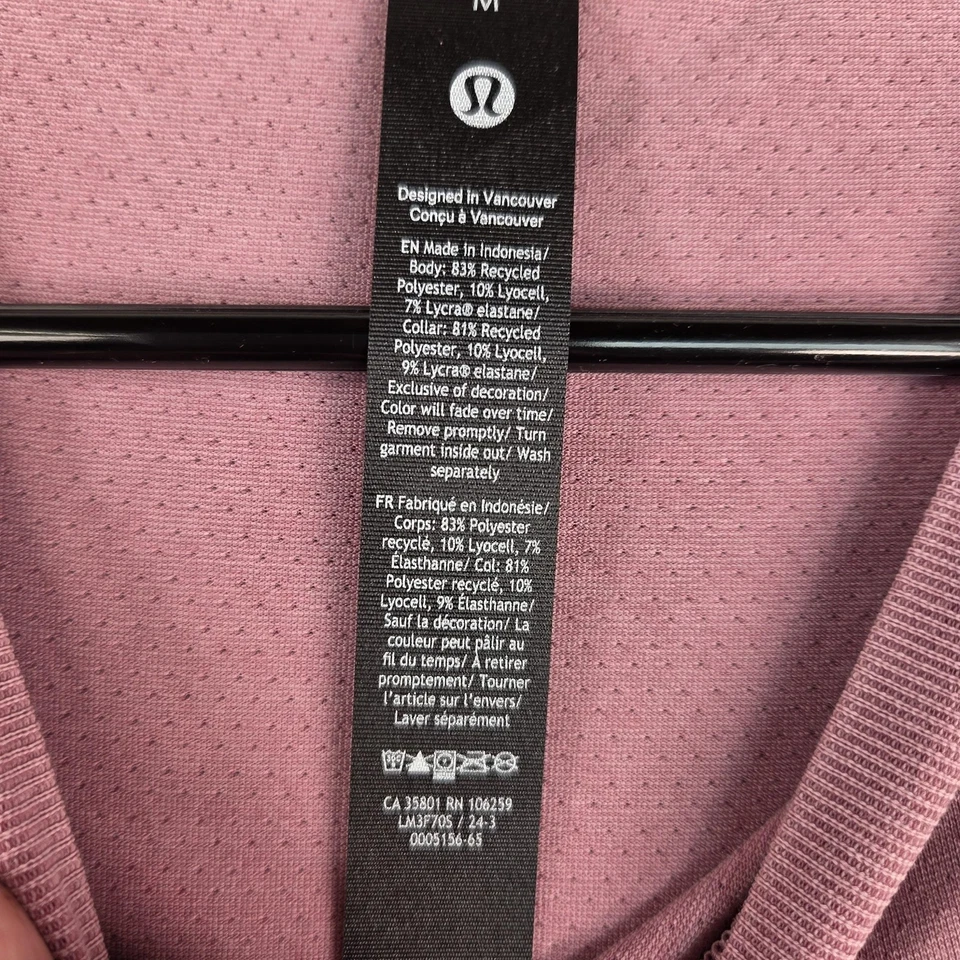 M
Designed in Vancouver
Conçu à Vancouver
EN Made in Indonesia/
Body: 83% Recycled
Polyester, 10% Lyocell,
7% Lycra® elastane/
Collar: 81% Recycled
Polyester, 10% Lyocell,
9% Lycra® elastane/
Exclusive of decoration/
Color will fade over time/
Remove promptly/ Turn
garment inside out/ Wash
separately
FR Fabriqué en Indonésie/
Corps: 83% Polyester
recyclé, 10% Lyocell, 7%
Élasthanne/ Col: 81%
Polyester recyclé, 10%
Lyocell, 9% Élasthanne/
Sauf la décoration/ La
couleur peut pâlir au
fil du temps/ À retirer
promptement/ Tourner
l'article sur l'envers/
Laver séparément
30C
CA 35801 RN 106259
LM3F70S / 24-3
0005156-65